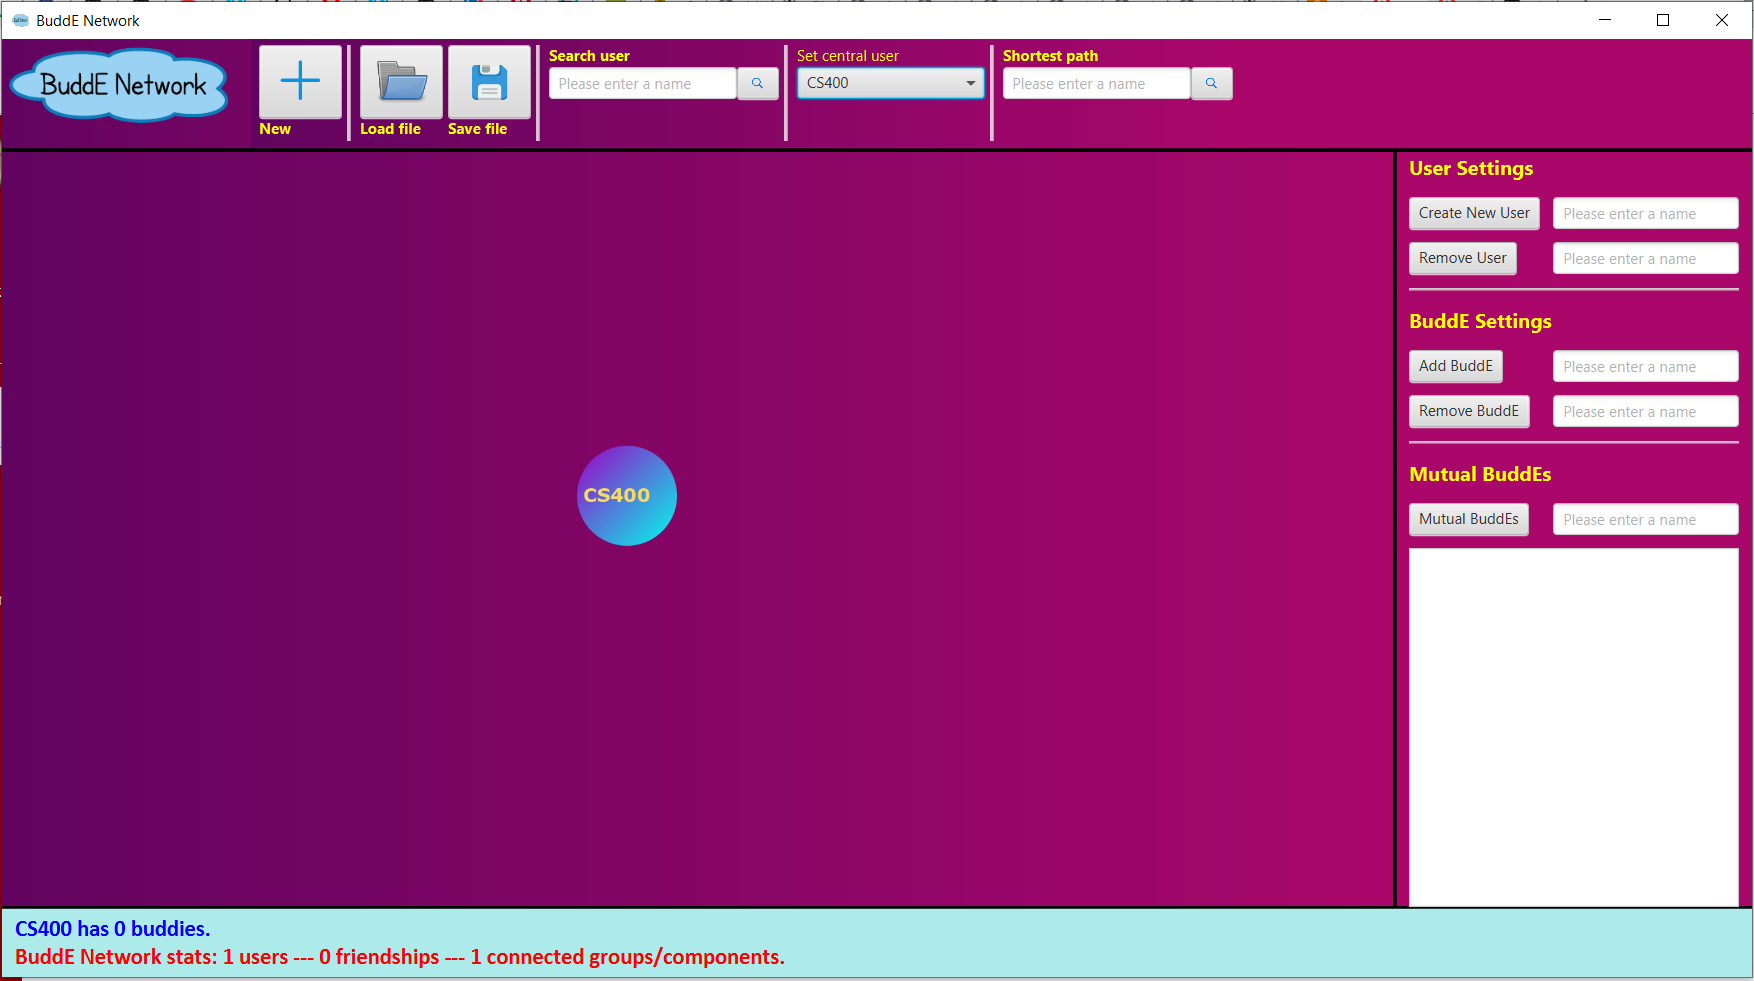 BuddE Network
BuddE Network
New
Load file
Save file
Search user
Please enter a name
Set central user
CS400
Shortest path
Please enter a name
User Settings
Create New User
Please enter a name
Remove User
Please enter a name
BuddE Settings
Add BuddE
Please enter a name
Remove BuddE
Please enter a name
Mutual BuddEs
Mutual BuddEs
Please enter a name
CS400
CS400 has 0 buddies.
BuddE Network stats: 1 users --- 0 friendships --- 1 connected groups/components.